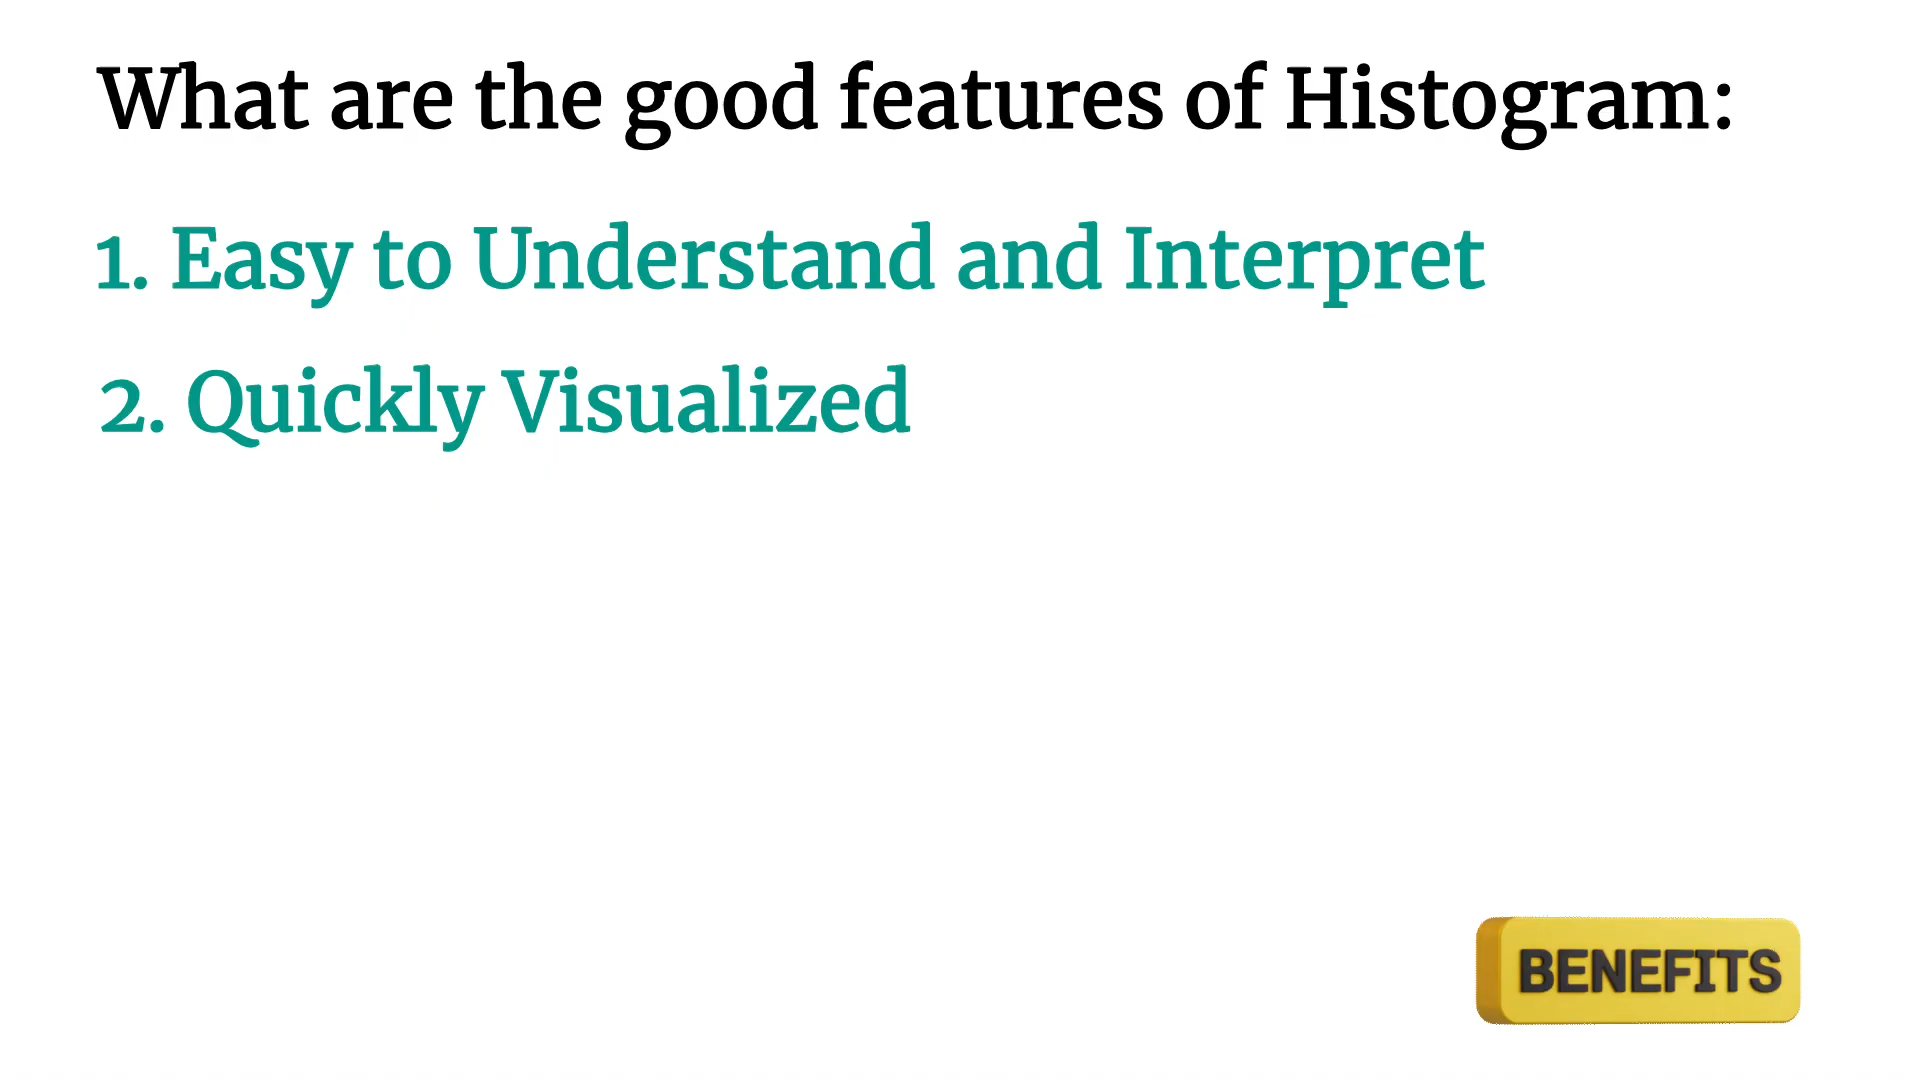 What are the good features of Histogram:
1. Easy to Understand and Interpret
2. Quickly Visualized
BENEFITS